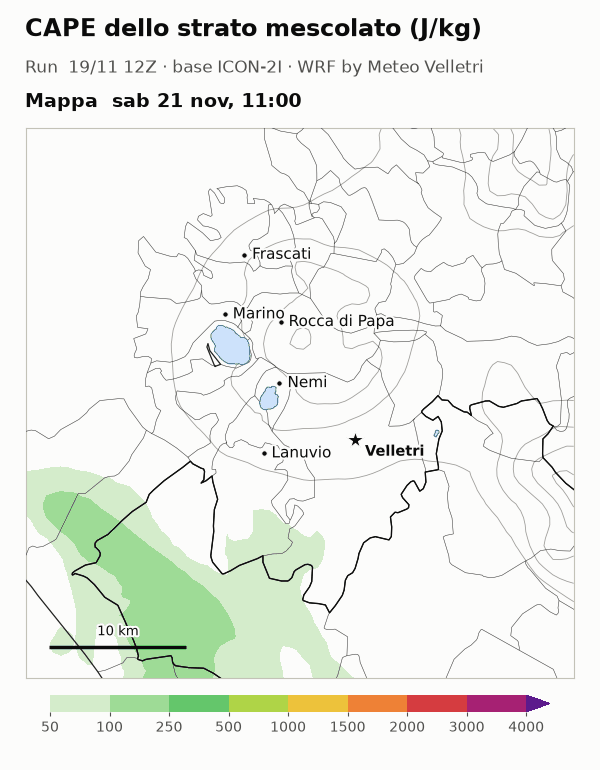 CAPE dello strato mescolato (J/kg)
Run  19/11 12Z · base ICON-2I · WRF by Meteo Velletri
Mappa  sab 21 nov, 11:00
Frascati
Marino
Rocca di Papa
Nemi
Velletri
Lanuvio
10 km
50 100 250 500 1000 1500 2000 3000 4000